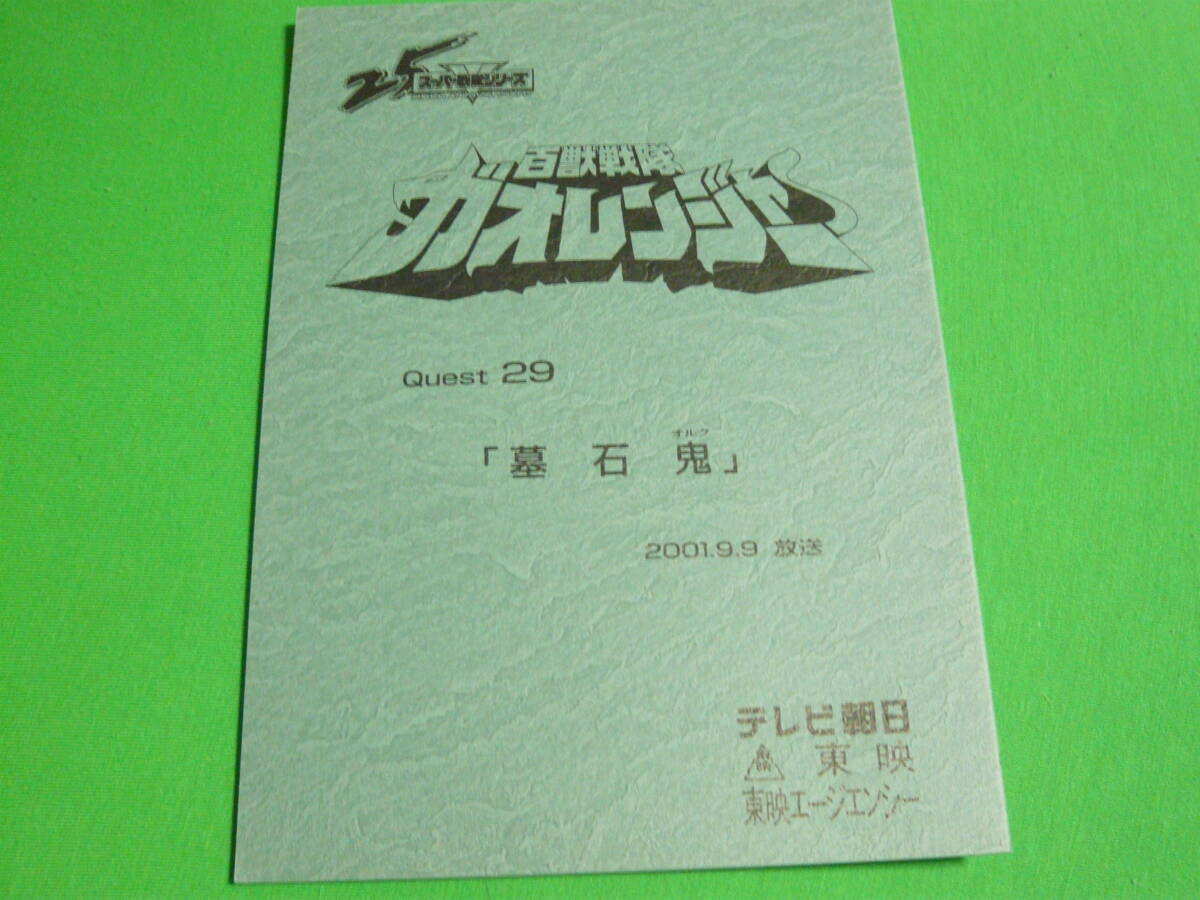 25 スーパー戦隊シリーズ
百獣戦隊
ガオレンジャー
Quest 29
オルグ
「墓石鬼」
2001.9.9 放送
テレビ朝日
東映
東映エージエンシー